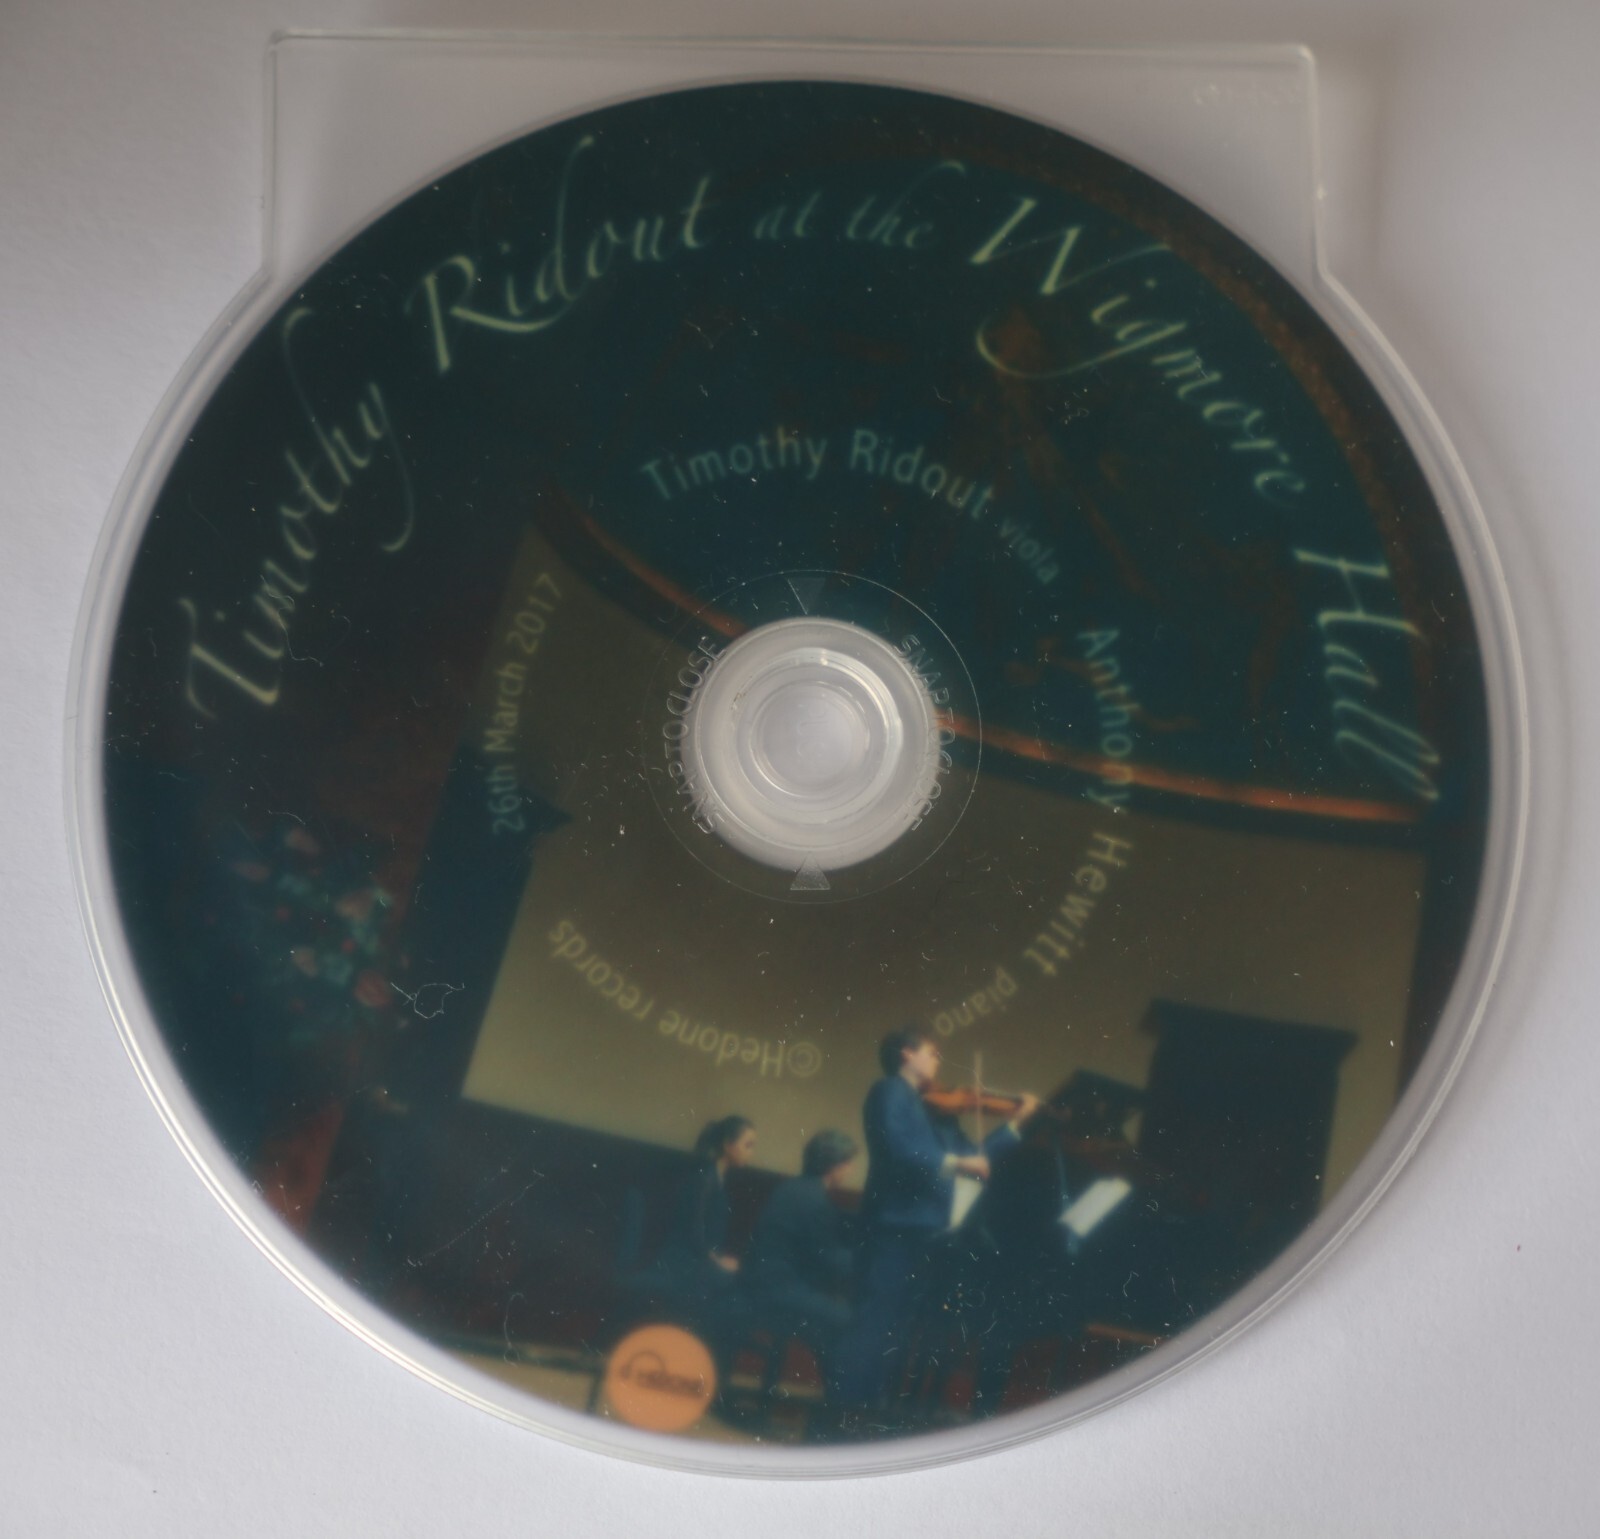 Timothy Ridout at the Wigmore Hall
Timothy Ridout viola
Anthony Hewitt piano
©Hedone records
26th March 2017
SNAP TO CLOSE
SNAP TO CLOSE